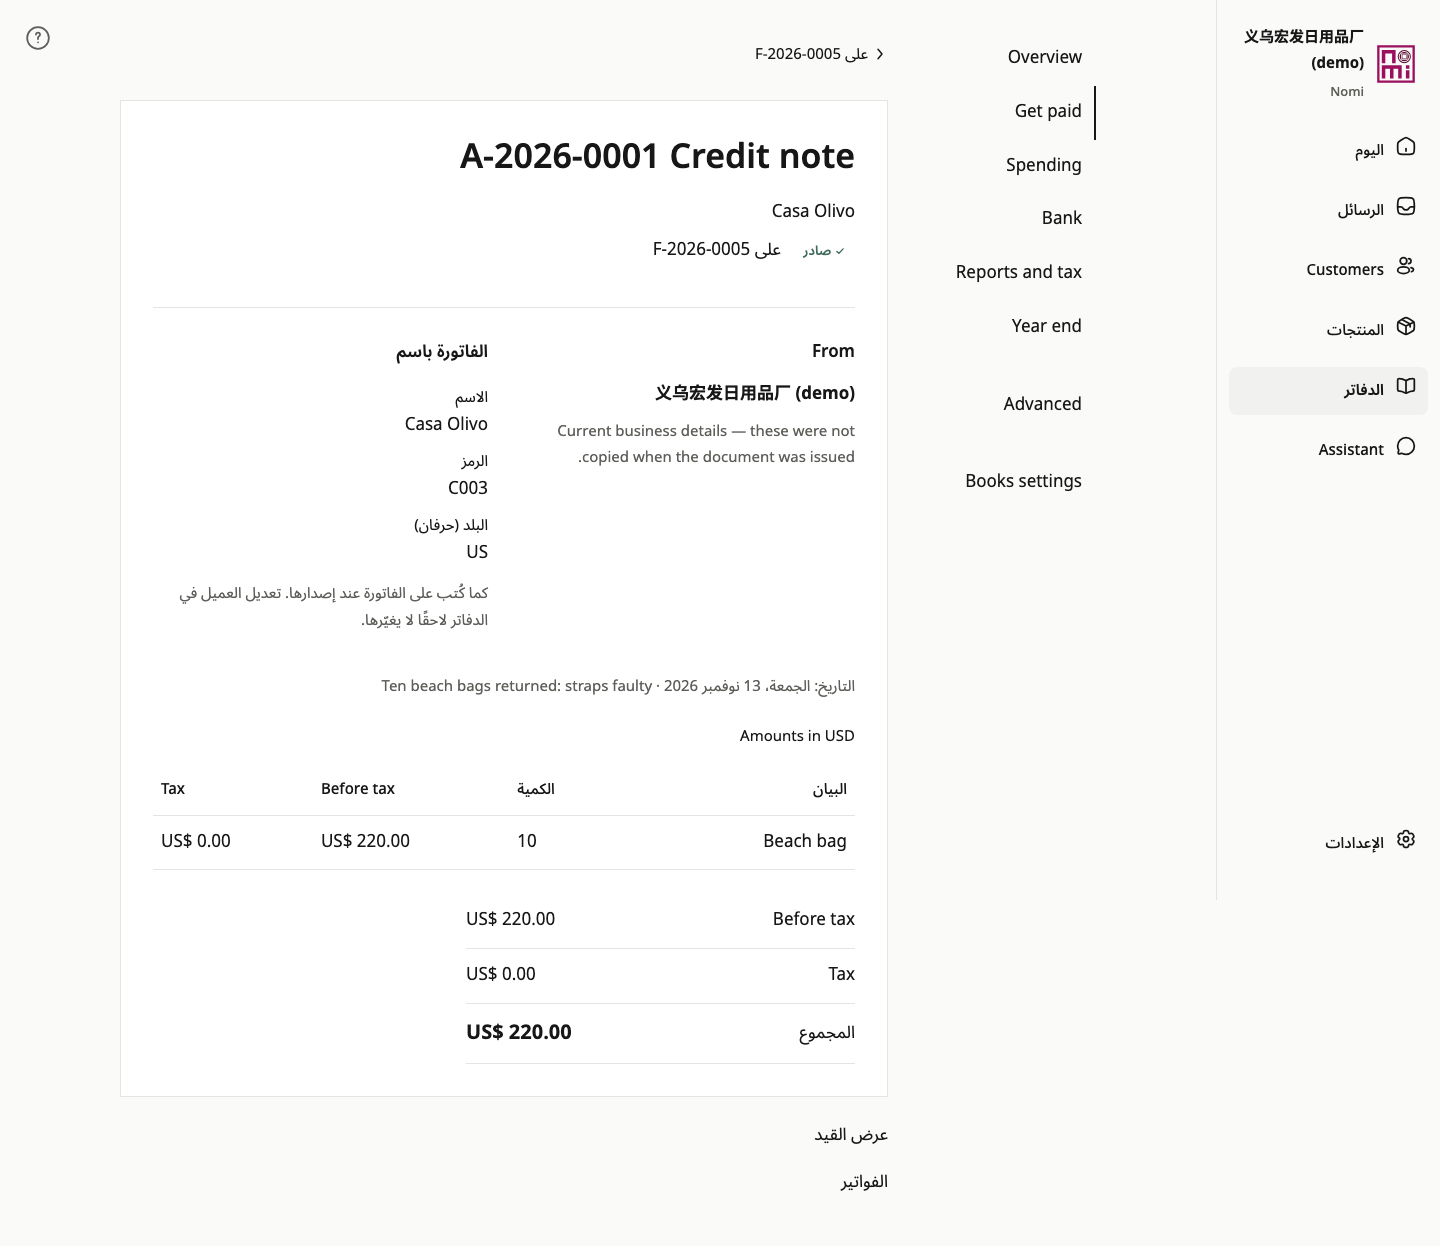 义乌宏发日用品厂
(demo)
Nomi
اليوم
الرسائل
Customers
المنتجات
الدفاتر
Assistant
الإعدادات
Overview
Get paid
Spending
Bank
Reports and tax
Year end
Advanced
Books settings
على F-2026-0005
A-2026-0001 Credit note
Casa Olivo
صادر على F-2026-0005
From
义乌宏发日用品厂 (demo)
Current business details — these were not
copied when the document was issued.
الفاتورة باسم
الاسم
Casa Olivo
الرمز
C003
البلد (حرفان)
US
كما كُتب على الفاتورة عند إصدارها. تعديل العميل في
الدفاتر لاحقًا لا يغيّرها.
التاريخ: الجمعة، 13 نوفمبر 2026 · Ten beach bags returned: straps faulty
Amounts in USD
البيان الكمية Before tax Tax
Beach bag 10 US$ 220.00 US$ 0.00
Before tax US$ 220.00
Tax US$ 0.00
المجموع US$ 220.00
عرض القيد
الفواتير